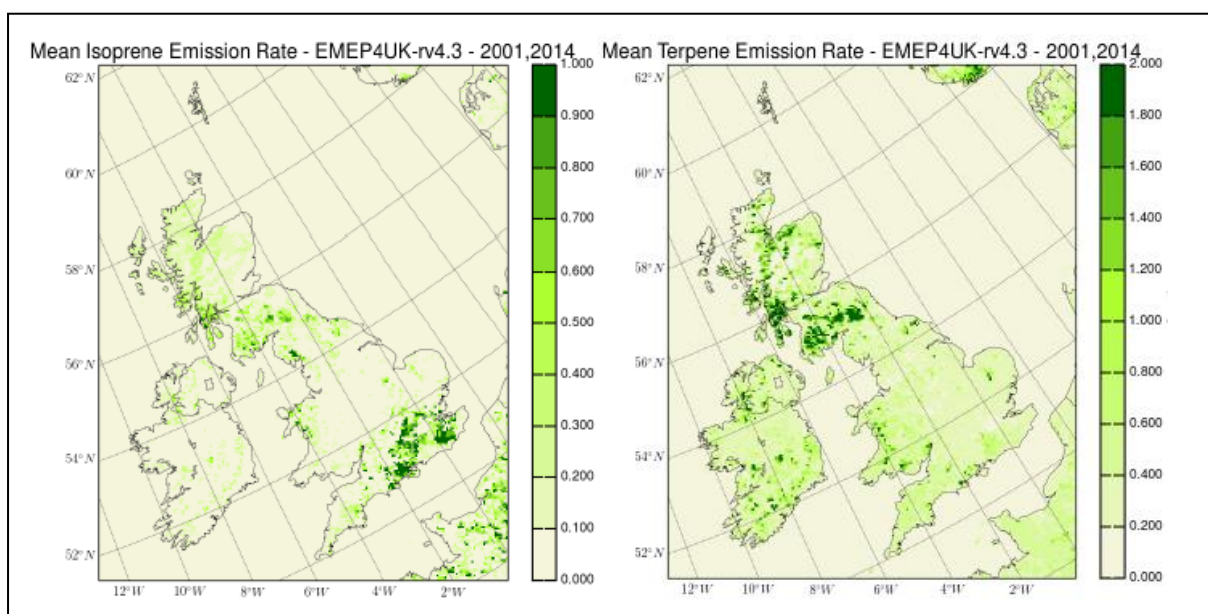 Mean Isoprene Emission Rate - EMEP4UK-rv4.3 - 2001,2014
62°N
60°N
58°N
56°N
54°N
52°N
12°W
10°W
8°W
6°W
4°W
2°W
1.000
0.900
0.800
0.700
0.600
0.500
0.400
0.300
0.200
0.100
0.000
Mean Terpene Emission Rate - EMEP4UK-rv4.3 - 2001,2014
62°N
60°N
58°N
56°N
54°N
52°N
12°W
10°W
8°W
6°W
4°W
2°W
2.000
1.800
1.600
1.400
1.200
1.000
0.800
0.600
0.400
0.200
0.000